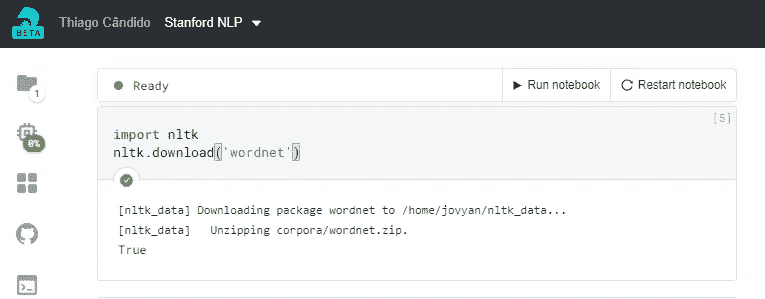 BETA
Thiago Cândido Stanford NLP
1
Ready Run notebook Restart notebook
[5]
import nltk
nltk.download(`wordnet`)
0%
[nltk_data] Downloading package wordnet to /home/jovyan/nltk_data...
[nltk_data]   Unzipping corpora/wordnet.zip.
True